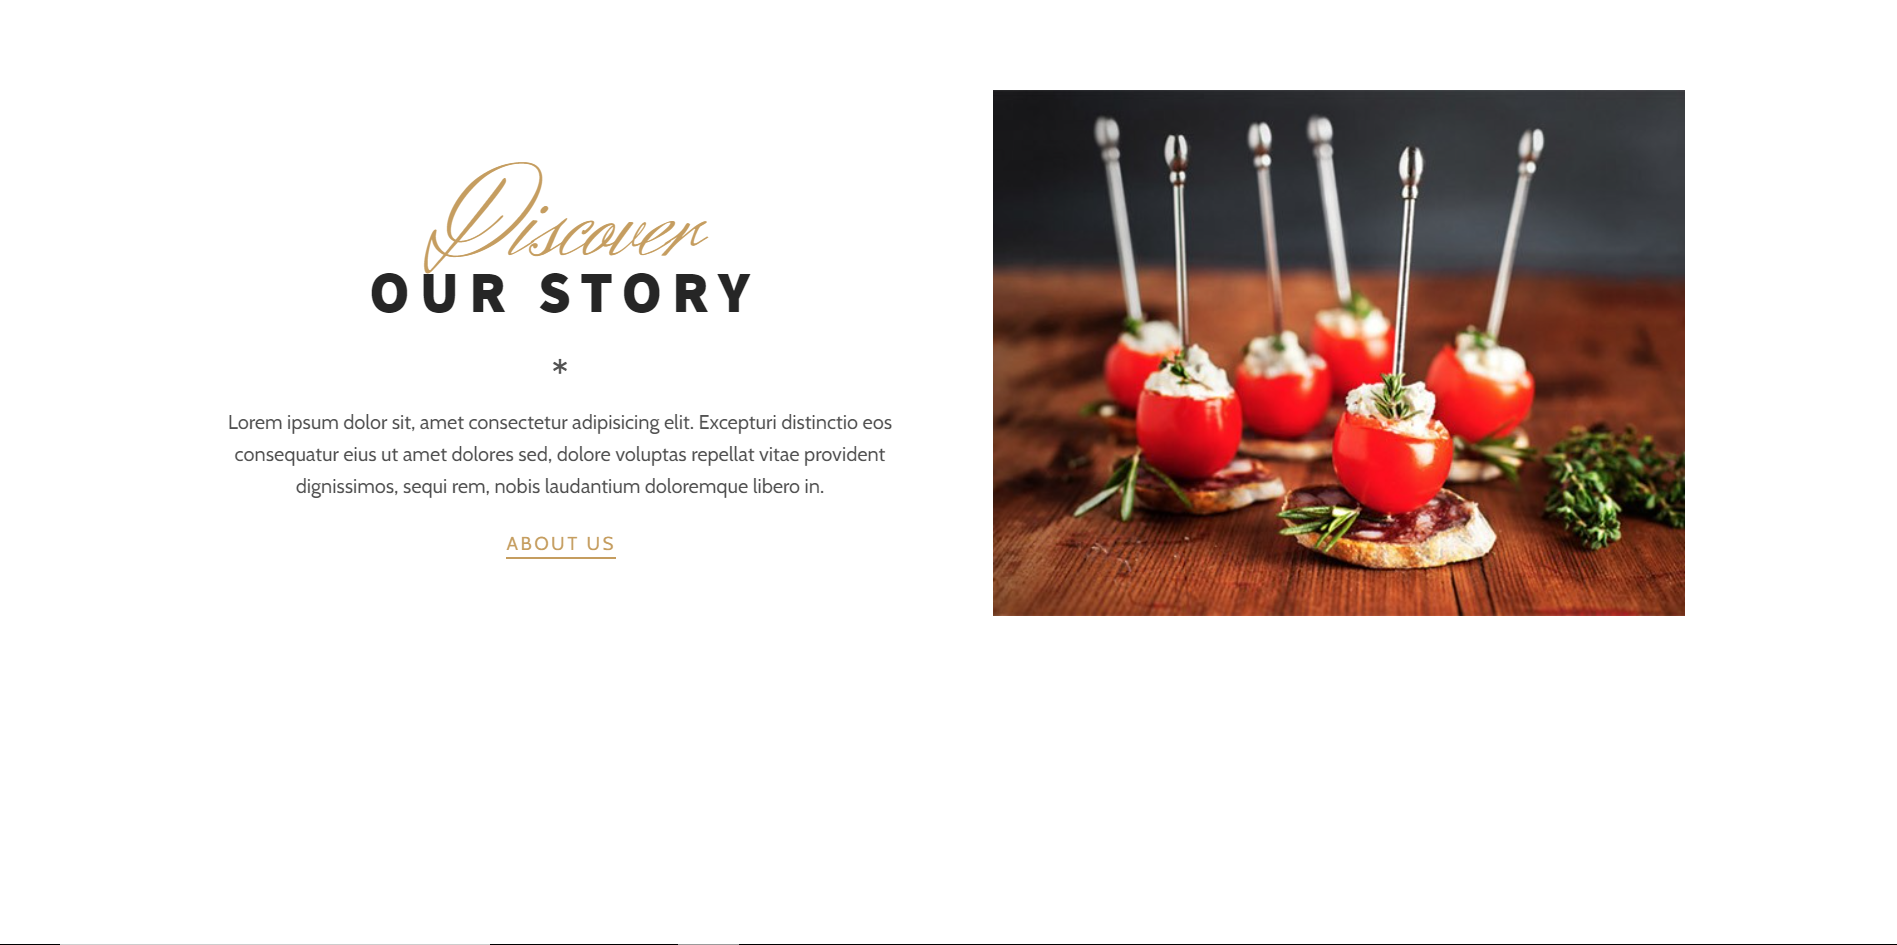 Discover
OUR STORY
*
Lorem ipsum dolor sit, amet consectetur adipisicing elit. Excepturi distinctio eos
consequatur eius ut amet dolores sed, dolore voluptas repellat vitae provident
dignissimos, sequi rem, nobis laudantium doloremque libero in.
ABOUT US